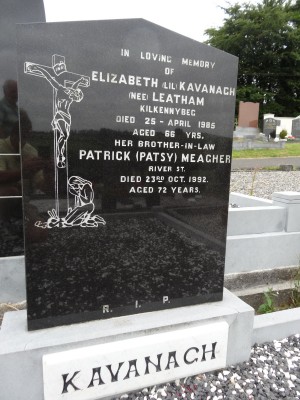 IN LOVING MEMORY
OF
ELIZABETH (LIL) KAVANAGH
(NEE) LEATHAM
KILKENNYBEG
DIED 25 - APRIL 1985
AGED 66 YRS.
HER BROTHER-IN-LAW
PATRICK (PATSY) MEAGHER
RIVER ST.
DIED 23RD OCT. 1992.
AGED 72 YEARS.
R. I. P.
KAVANAGH